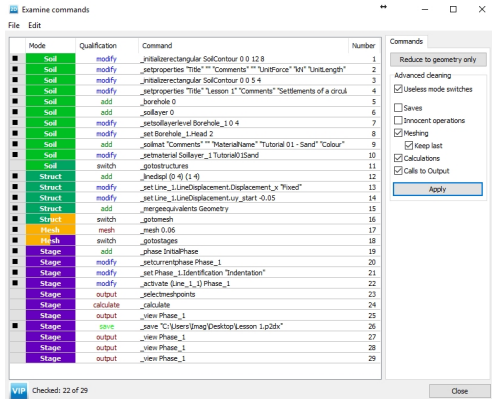 VIP Examine commands
File Edit
Mode Qualification Command Number
Soil modify _initializerectangular SoilContour 0 0 12 8 1
Soil modify _setproperties "Title" "" "Comments" "" "UnitForce" "kN" "UnitLength" 2
Soil modify _initializerectangular SoilContour 0 0 5 4 3
Soil modify _setproperties "Title" "Lesson 1" "Comments" "Settlements of a circul 4
Soil add _borehole 0 5
Soil add _soillayer 0 6
Soil modify _setsoillayerlevel Borehole_1 0 4 7
Soil modify _set Borehole_1.Head 2 8
Soil add _soilmat "Comments" "" "MaterialName" "Tutorial 01 - Sand" "Colour" 9
Soil modify _setmaterial Soillayer_1 Tutorial01Sand 10
Soil switch _gotostructures 11
Struct add _linedispl (0 4) (1 4) 12
Struct modify _set Line_1.LineDisplacement.Displacement_x "Fixed" 13
Struct modify _set Line_1.LineDisplacement.uy_start -0.05 14
Struct add _mergeequivalents Geometry 15
Struct switch _gotomesh 16
Mesh mesh _mesh 0.06 17
Mesh switch _gotostages 18
Stage add _phase InitialPhase 19
Stage modify _setcurrentphase Phase_1 20
Stage modify _set Phase_1.Identification "Indentation" 21
Stage modify _activate (Line_1_1) Phase_1 22
Stage output _selectmeshpoints 23
Stage calculate _calculate 24
Stage output _view Phase_1 25
Stage save _save "C:\Users\Imag\Desktop\Lesson 1.p2dx" 26
Stage output _view Phase_1 27
Stage output _view Phase_1 28
Stage output _view Phase_1 29
Commands
Reduce to geometry only
Advanced cleaning
Useless mode switches
Saves
Innocent operations
Meshing
Keep last
Calculations
Calls to Output
Apply
VIP Checked: 22 of 29
Close